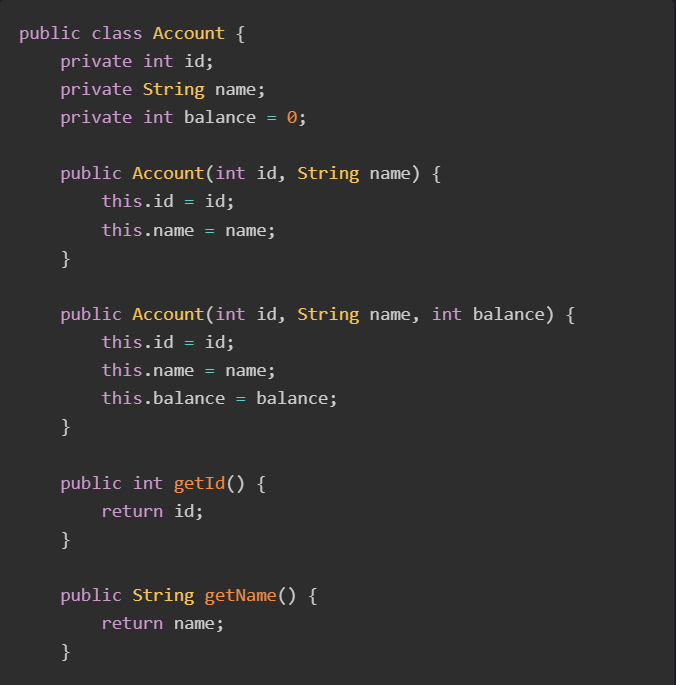 public class Account {
    private int id;
    private String name;
    private int balance = 0;

    public Account(int id, String name) {
        this.id = id;
        this.name = name;
    }

    public Account(int id, String name, int balance) {
        this.id = id;
        this.name = name;
        this.balance = balance;
    }

    public int getId() {
        return id;
    }

    public String getName() {
        return name;
    }